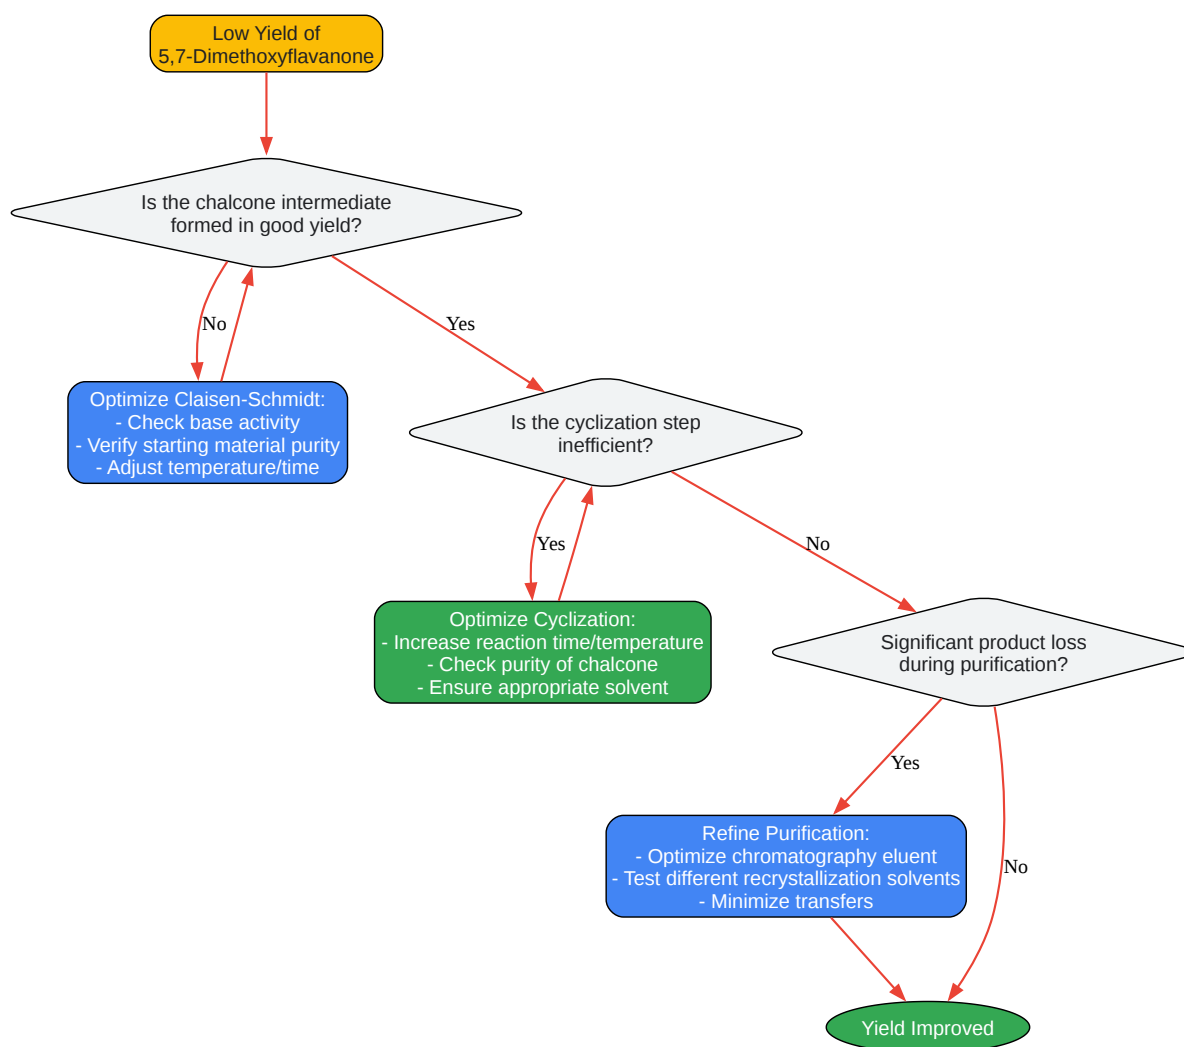 Low Yield of
5,7-Dimethoxyflavanone
Is the chalcone intermediate
formed in good yield?
No
Yes
Optimize Claisen-Schmidt:
- Check base activity
- Verify starting material purity
- Adjust temperature/time
Is the cyclization step
inefficient?
Yes
No
Optimize Cyclization:
- Increase reaction time/temperature
- Check purity of chalcone
- Ensure appropriate solvent
Significant product loss
during purification?
Yes
No
Refine Purification:
- Optimize chromatography eluent
- Test different recrystallization solvents
- Minimize transfers
Yield Improved